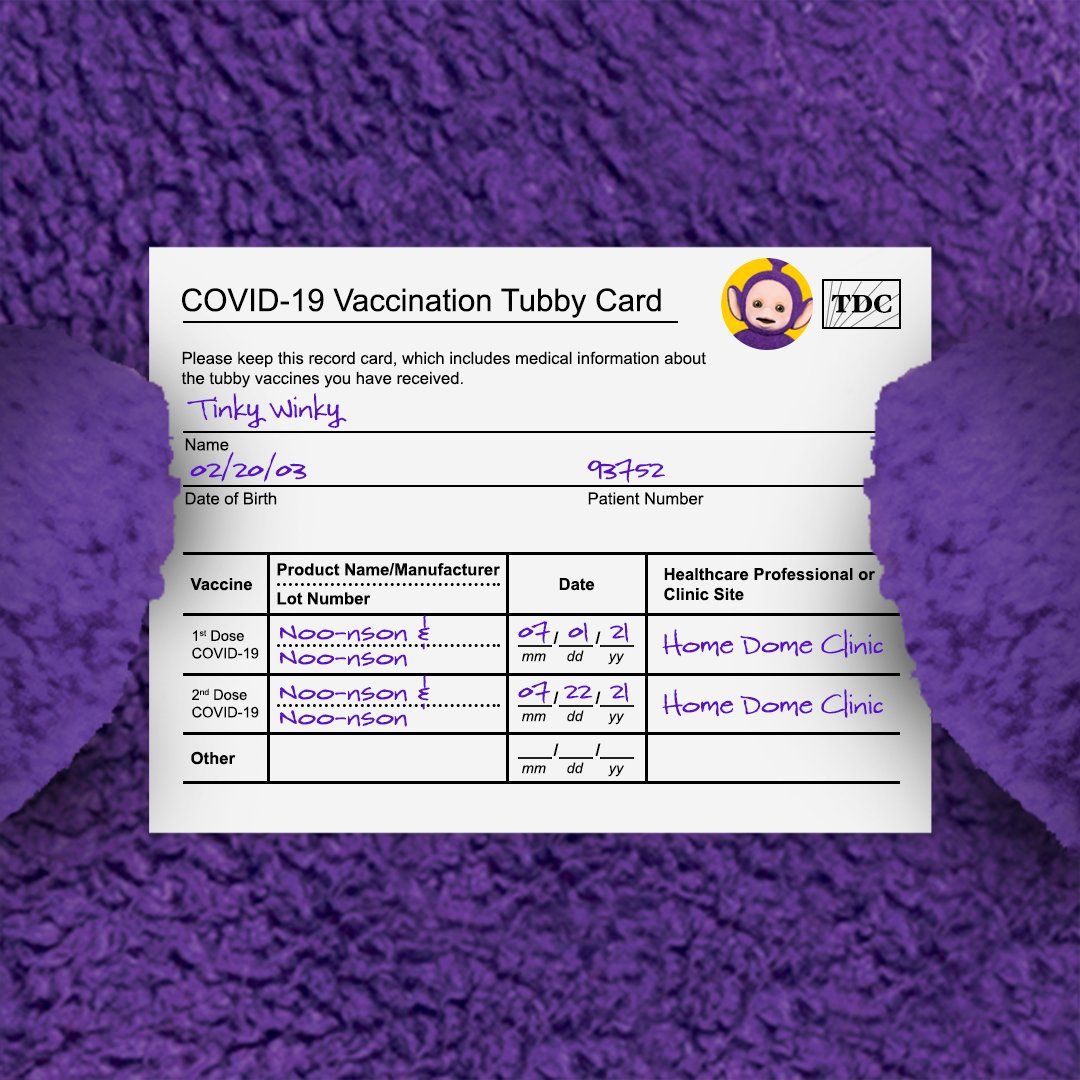 COVID-19 Vaccination Tubby Card
TDC
Please keep this record card, which includes medical information about
the tubby vaccines you have received.
Tinky Winky
Name
02/20/03 93752
Date of Birth Patient Number
Vaccine
Product Name/Manufacturer
Lot Number
Date
Healthcare Professional or
Clinic Site
1st Dose
COVID-19
Noo-nson &
Noo-nson
07 / 01 / 21
mm dd yy
Home Dome Clinic
2nd Dose
COVID-19
Noo-nson &
Noo-nson
07 / 22 / 21
mm dd yy
Home Dome Clinic
Other
__/__/__
mm dd yy